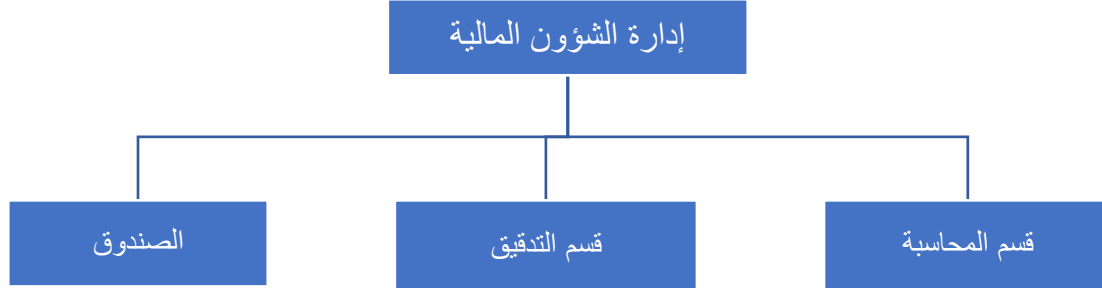 إدارة الشؤون المالية
قسم المحاسبة
قسم التدقيق
الصندوق